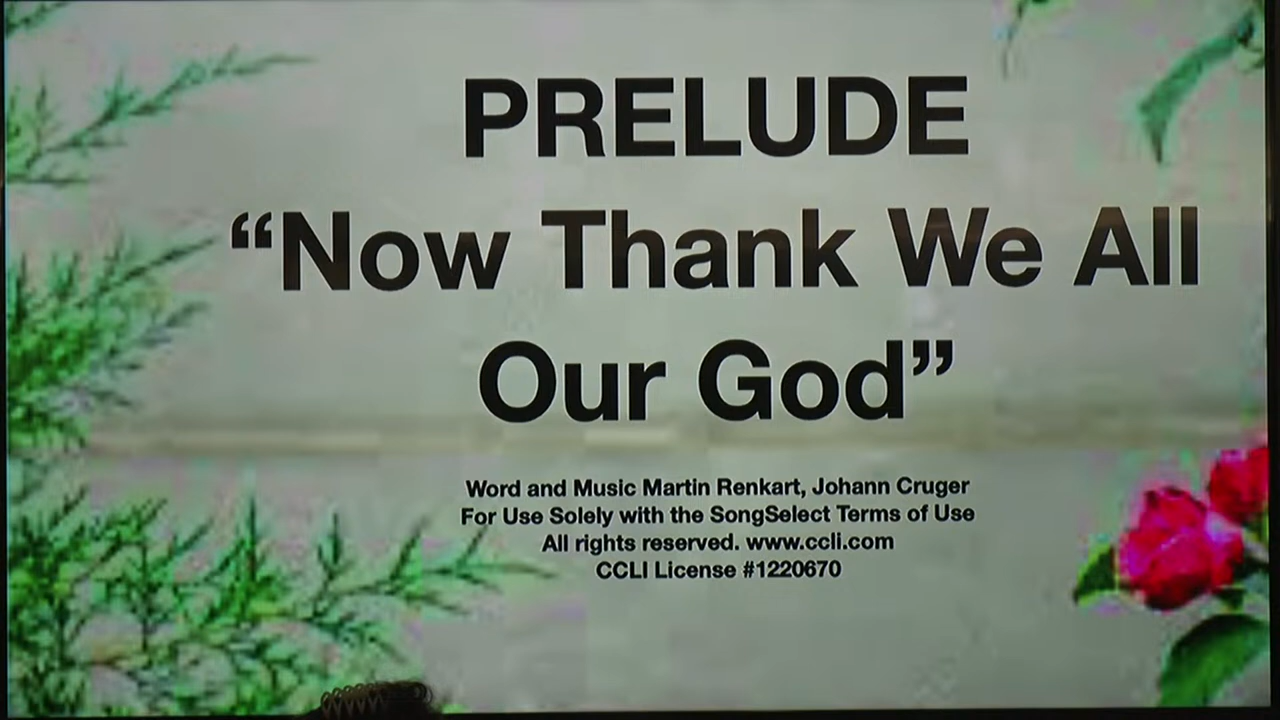 PRELUDE
“Now Thank We All
Our God”
Word and Music Martin Renkart, Johann Cruger
For Use Solely with the SongSelect Terms of Use
All rights reserved. www.ccli.com
CCLI License #1220670